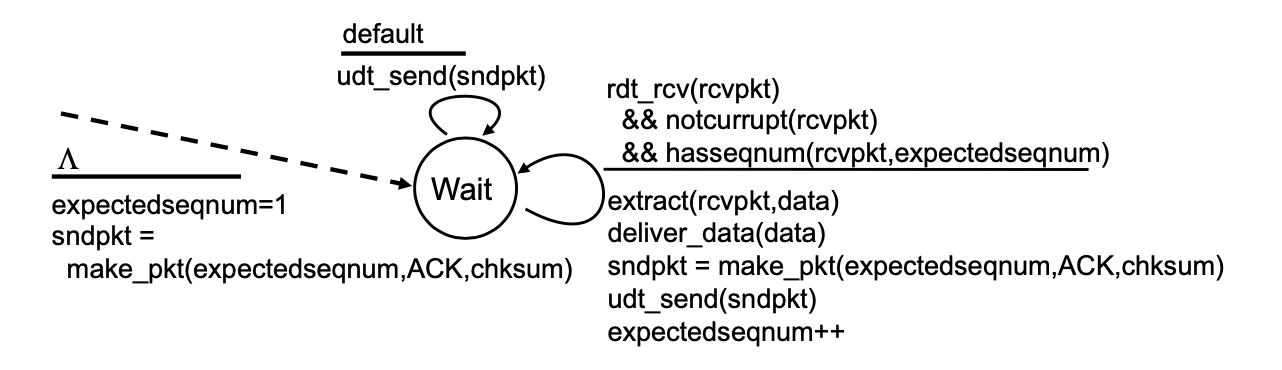 default
udt_send(sndpkt)
rdt_rcv(rcvpkt)
&& notcurrupt(rcvpkt)
&& hasseqnum(rcvpkt,expectedseqnum)
Λ
Wait
expectedseqnum=1
sndpkt =
make_pkt(expectedseqnum,ACK,chksum)
extract(rcvpkt,data)
deliver_data(data)
sndpkt = make_pkt(expectedseqnum,ACK,chksum)
udt_send(sndpkt)
expectedseqnum++